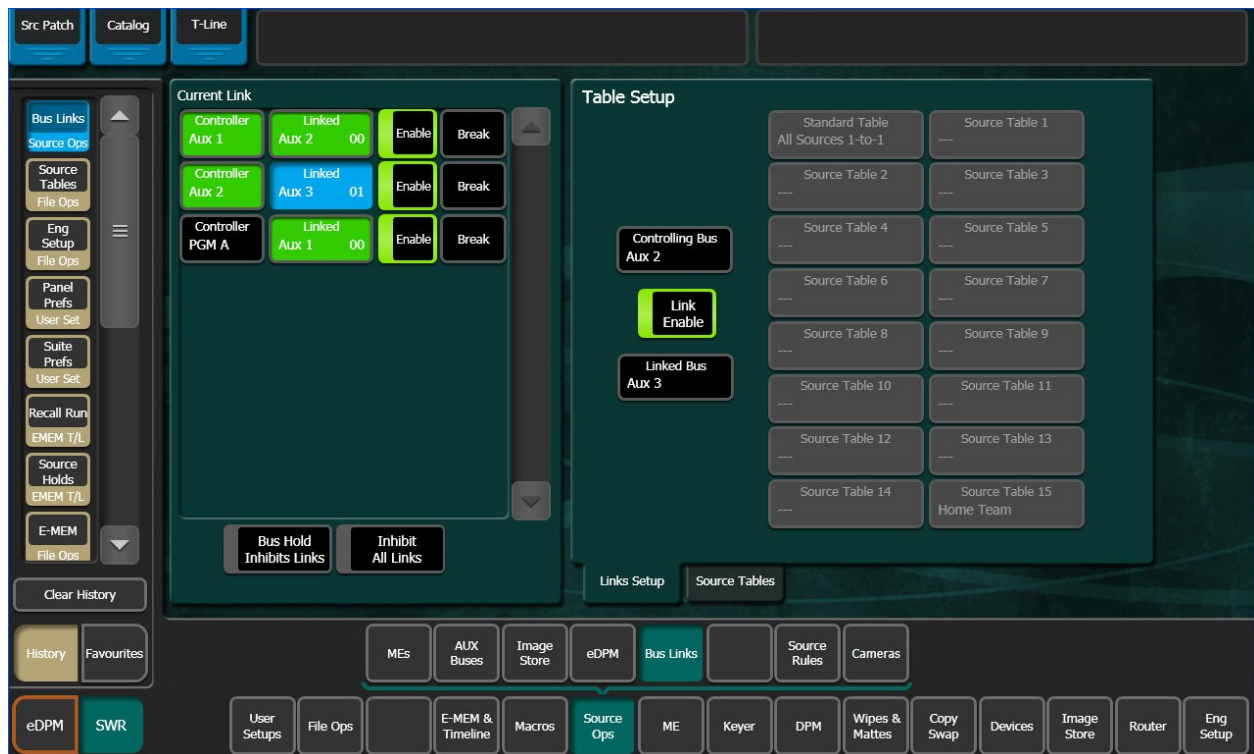 Src Patch
Catalog
T-Line
Bus Links
Source Ops
Source
Tables
File Ops
Eng
Setup
File Ops
Panel
Prefs
User Set
Suite
Prefs
User Set
Recall Run
EMEM T/L
Source
Holds
EMEM T/L
E-MEM
File Ops
Clear History
History
Favourites
eDPM
SWR
Current Link
Controller
Aux 1
Linked
Aux 2 00
Enable
Break
Controller
Aux 2
Linked
Aux 3 01
Enable
Break
Controller
PGM A
Linked
Aux 1 00
Enable
Break
Bus Hold
Inhibits Links
Inhibit
All Links
Table Setup
Controlling Bus
Aux 2
Link
Enable
Linked Bus
Aux 3
Standard Table
All Sources 1-to-1
Source Table 1
---
Source Table 2
---
Source Table 3
---
Source Table 4
---
Source Table 5
---
Source Table 6
---
Source Table 7
---
Source Table 8
---
Source Table 9
---
Source Table 10
---
Source Table 11
---
Source Table 12
---
Source Table 13
---
Source Table 14
---
Source Table 15
Home Team
Links Setup
Source Tables
MEs
AUX
Buses
Image
Store
eDPM
Bus Links
Source
Rules
Cameras
User
Setups
File Ops
E-MEM &
Timeline
Macros
Source
Ops
ME
Keyer
DPM
Wipes &
Mattes
Copy
Swap
Devices
Image
Store
Router
Eng
Setup